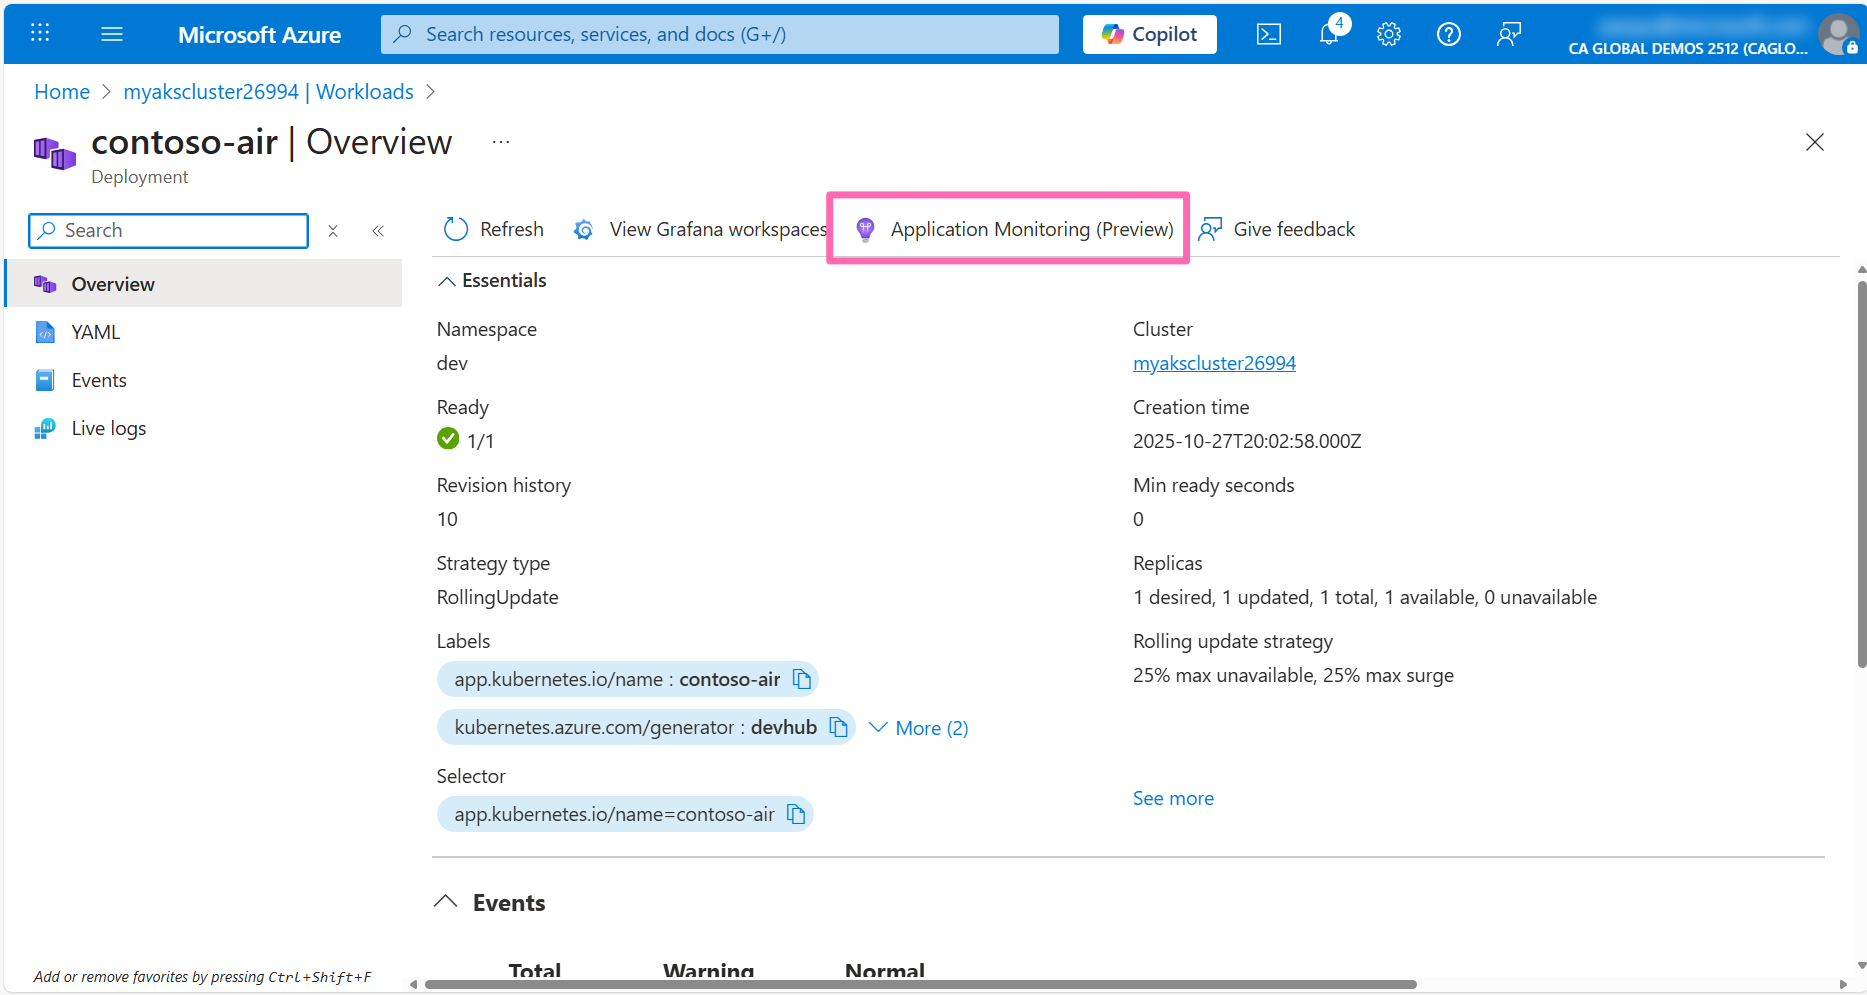 Microsoft Azure
Search resources, services, and docs (G+/)
Copilot
4
CA GLOBAL DEMOS 2512 (CAGLO...
Home > myakscluster26994 | Workloads >
contoso-air | Overview ...
Deployment
Search
Refresh
View Grafana workspaces
Application Monitoring (Preview)
Give feedback
Overview
YAML
Events
Live logs
Essentials
Namespace
dev
Cluster
myakscluster26994
Ready
1/1
Creation time
2025-10-27T20:02:58.000Z
Revision history
10
Min ready seconds
0
Strategy type
RollingUpdate
Replicas
1 desired, 1 updated, 1 total, 1 available, 0 unavailable
Labels
app.kubernetes.io/name : contoso-air
kubernetes.azure.com/generator : devhub
More (2)
Rolling update strategy
25% max unavailable, 25% max surge
Selector
app.kubernetes.io/name=contoso-air
See more
Events
Total
Warning
Normal
Add or remove favorites by pressing Ctrl+Shift+F